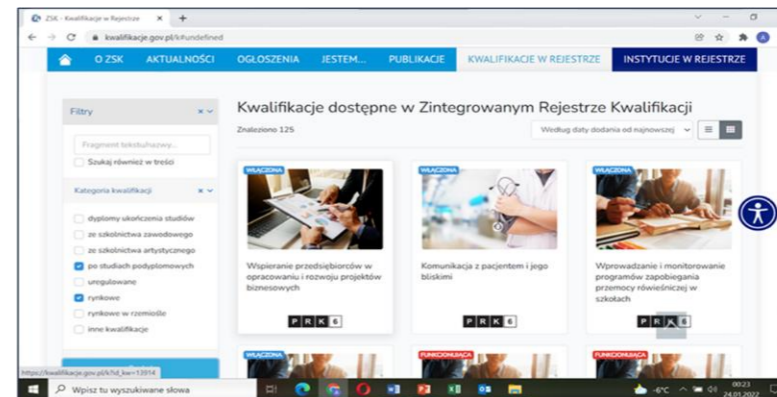 ZSK - Kwalifikacje w Rejestrze
kwalifikacje.gov.pl/k#undefined
O ZSK AKTUALNOŚCI OGŁOSZENIA JESTEM... PUBLIKACJE KWALIFIKACJE W REJESTRZE INSTYTUCJE W REJESTRZE
Filtry
Fragment tekstu/nazwy...
Szukaj również w treści
Kategoria kwalifikacji
dyplomy ukończenia studiów
ze szkolnictwa zawodowego
ze szkolnictwa artystycznego
po studiach podyplomowych
uregulowane
rynkowe
rynkowe w rzemiośle
inne kwalifikacje
Kwalifikacje dostępne w Zintegrowanym Rejestrze Kwalifikacji
Znaleziono 125
Według daty dodania od najnowszej
WŁĄCZONA
Wspieranie przedsiębiorców w
opracowaniu i rozwoju projektów
biznesowych
PRK 6
WŁĄCZONA
Komunikacja z pacjentem i jego
bliskimi
PRK 6
WŁĄCZONA
Wprowadzanie i monitorowanie
programów zapobiegania
przemocy rówieśniczej w
szkołach
PRK 6
WŁĄCZONA
FUNKCJONUJĄCA
FUNKCJONUJĄCA
https://kwalifikacje.gov.pl/k?id_kw=13914
Wpisz tu wyszukiwane słowa
-6°C
00:23
24.01.2022